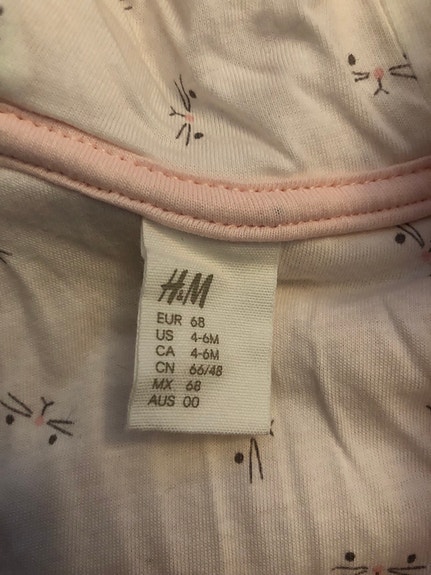 H&M
EUR 68
US 4-6M
CA 4-6M
CN 66/48
MX 68
AUS 00